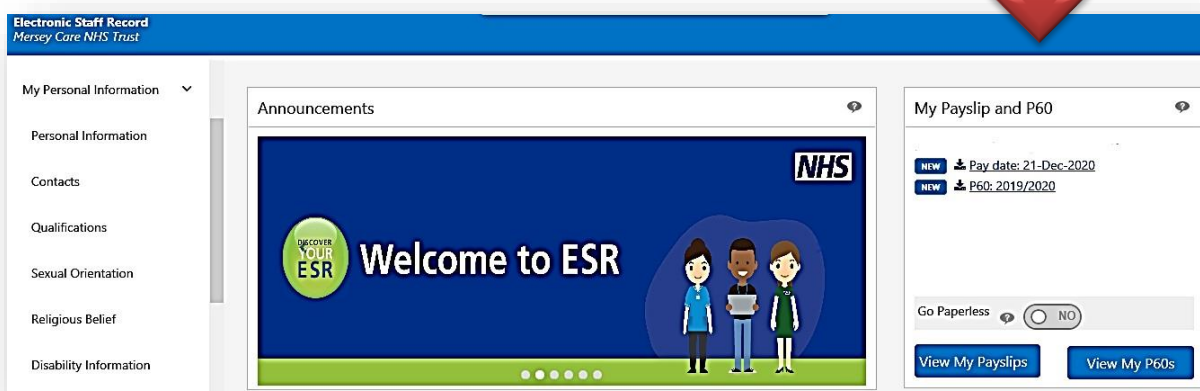 Electronic Staff Record
Mersey Care NHS Trust
My Personal Information
Personal Information
Contacts
Qualifications
Sexual Orientation
Religious Belief
Disability Information
Announcements
NHS
DISCOVER
YOUR
ESR
Welcome to ESR
My Payslip and P60
NEW Pay date: 21-Dec-2020
NEW P60: 2019/2020
Go Paperless NO
View My Payslips View My P60s